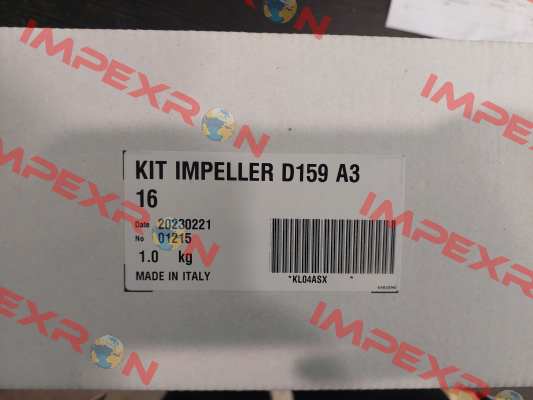 IMPEXRON
IMPEXRON
IMPEXRON
KIT IMPELLER D159 A3
16
Date 20230221
No 01215
1.0 kg
MADE IN ITALY
*KL04ASX *
IMPEXRON
IMPEXRON